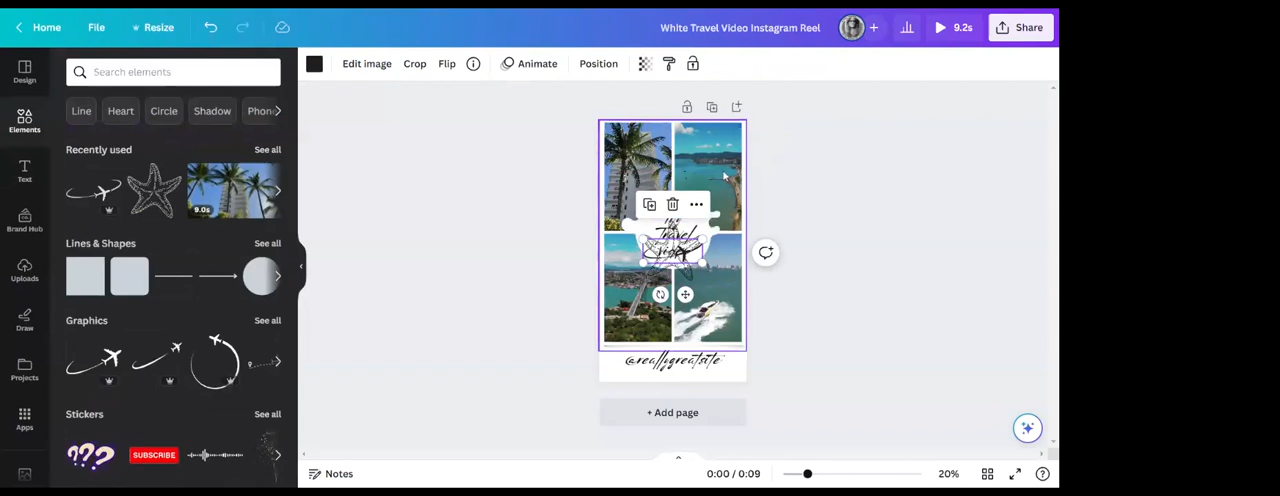 Home File Resize White Travel Video Instagram Reel + 9.2s Share
Design
Elements
Text
Brand Hub
Uploads
Draw
Projects
Apps
Search elements
Line Heart Circle Shadow Phone
Recently used See all
9.0s
Lines & Shapes See all
Graphics See all
Stickers See all
???
SUBSCRIBE
Edit image Crop Flip Animate Position
Travel
@reallygreatsite
+ Add page
Notes 0:00 / 0:09 20%